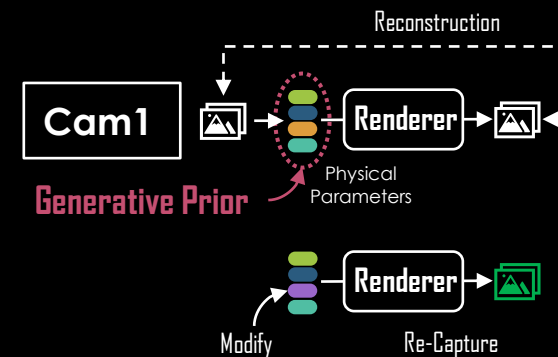 Reconstruction
Cam1
Renderer
Generative Prior
Physical
Parameters
Renderer
Modify
Re-Capture